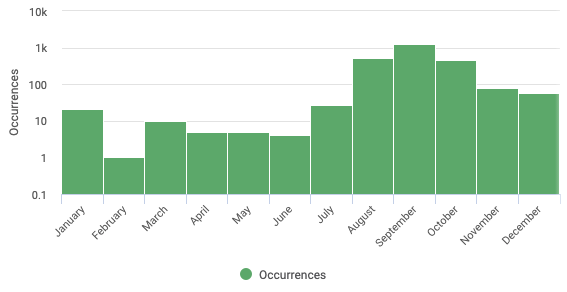 10k
1k
100
10
1
0.1
Occurrences
January
February
March
April
May
June
July
August
September
October
November
December
Occurrences